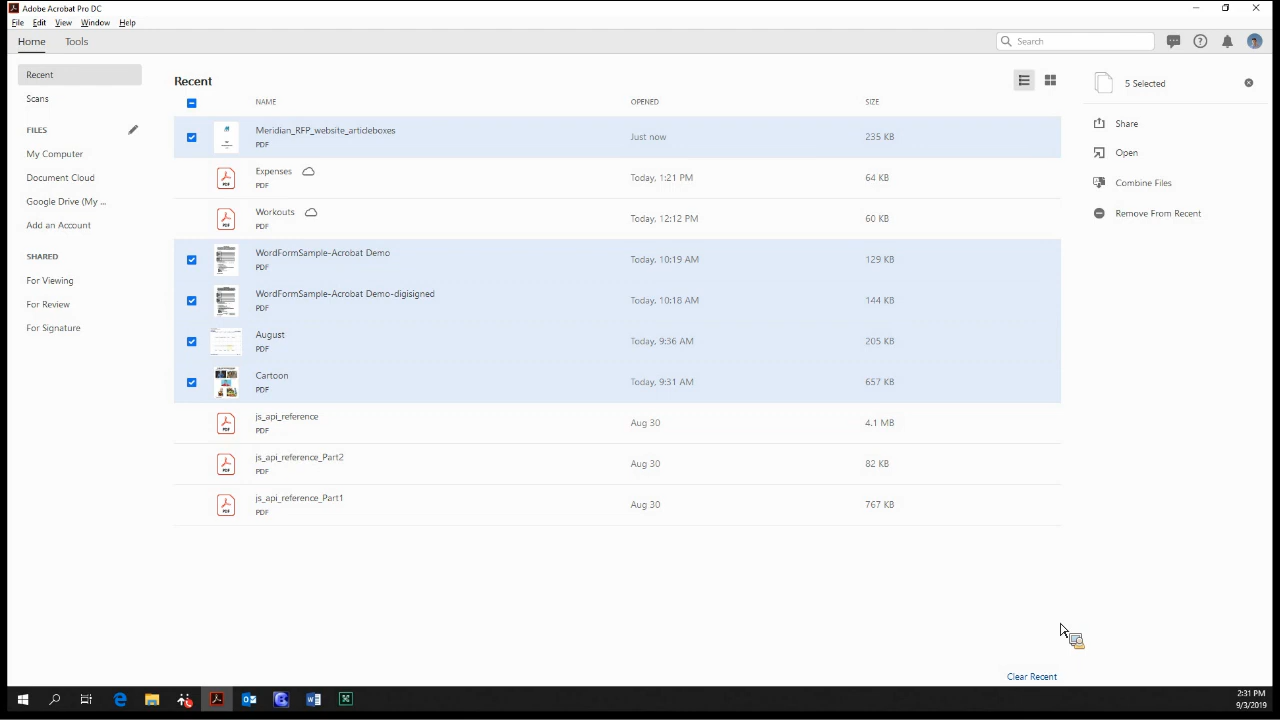 Adobe Acrobat Pro DC
File Edit View Window Help
Home Tools
Search
Recent
Scans
FILES
My Computer
Document Cloud
Google Drive (My ...
Add an Account
SHARED
For Viewing
For Review
For Signature
Recent
NAME OPENED SIZE
Meridian_RFP_website_articleboxes Just now 235 KB
PDF
Expenses Today, 1:21 PM 64 KB
PDF
Workouts Today, 12:12 PM 60 KB
PDF
WordFormSample-Acrobat Demo Today, 10:19 AM 129 KB
PDF
WordFormSample-Acrobat Demo-digisigned Today, 10:18 AM 144 KB
PDF
August Today, 9:36 AM 205 KB
PDF
Cartoon Today, 9:31 AM 657 KB
PDF
js_api_reference Aug 30 4.1 MB
PDF
js_api_reference_Part2 Aug 30 82 KB
PDF
js_api_reference_Part1 Aug 30 767 KB
PDF
Clear Recent
5 Selected
Share
Open
Combine Files
Remove From Recent
2:31 PM
9/3/2019